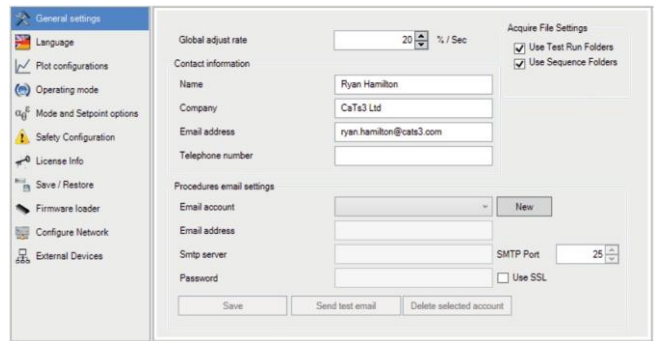 General settings
Language
Plot configurations
Operating mode
Mode and Setpoint options
Safety Configuration
License Info
Save / Restore
Firmware loader
Configure Network
External Devices
Global adjust rate 20 % / Sec
Contact information
Name Ryan Hamilton
Company CaTs3 Ltd
Email address ryan.hamilton@cats3.com
Telephone number
Acquire File Settings
Use Test Run Folders
Use Sequence Folders
Procedures email settings
Email account New
Email address
Smtp server SMTP Port 25
Password Use SSL
Save Send test email Delete selected account